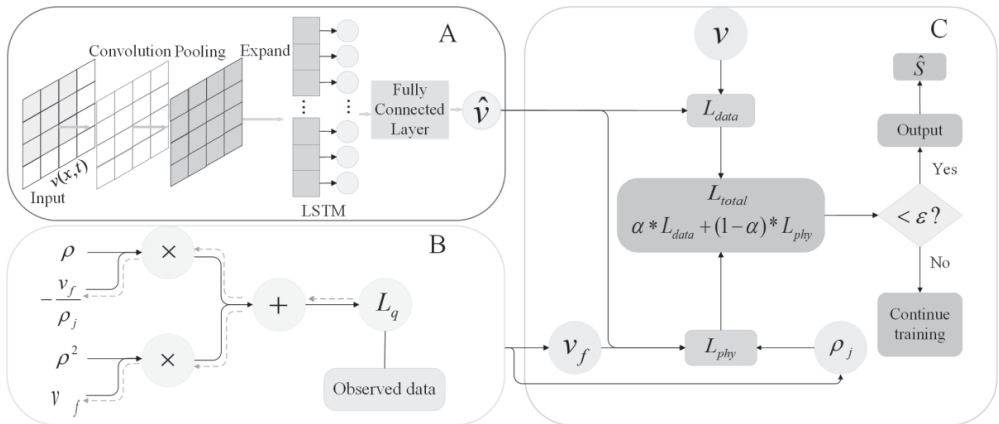 A
Convolution Pooling
Expand
v(x,t)
Input
LSTM
Fully
Connected
Layer
v̂
B
ρ
×
−v_f/ρ_j
ρ²
×
v_f
+
L_q
Observed data
C
v
L_data
L_total
α*L_data+(1−α)*L_phy
v_f
L_phy
ρ_j
Ŝ
Output
Yes
<ε?
No
Continue
training